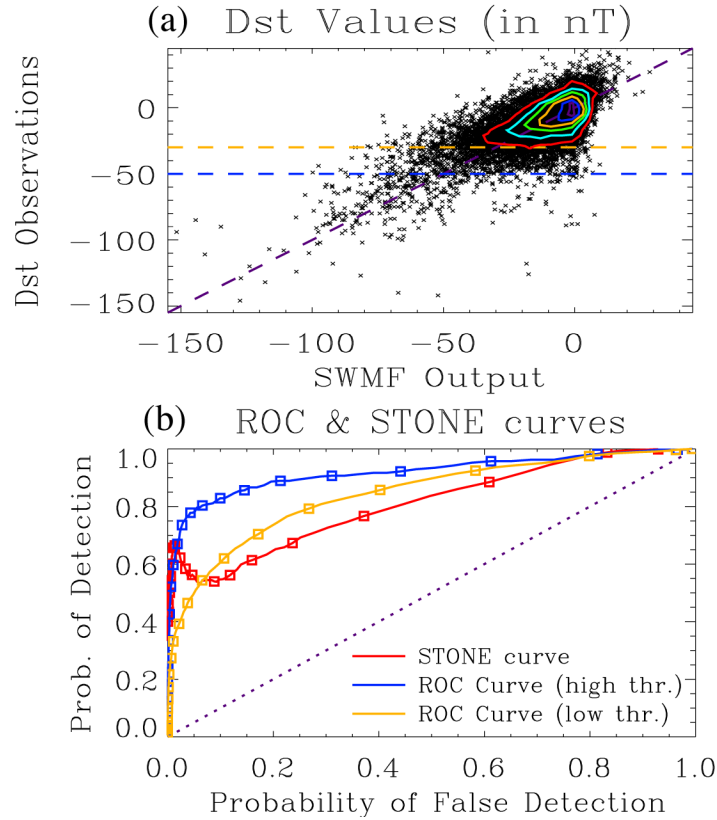 (a) Dst Values (in nT)
Dst Observations
0
−50
−100
−150
−150 −100 −50 0
SWMF Output
(b) ROC & STONE curves
Prob. of Detection
1.0
0.8
0.6
0.4
0.2
0.0
STONE curve
ROC Curve (high thr.)
ROC Curve (low thr.)
0.0 0.2 0.4 0.6 0.8 1.0
Probability of False Detection